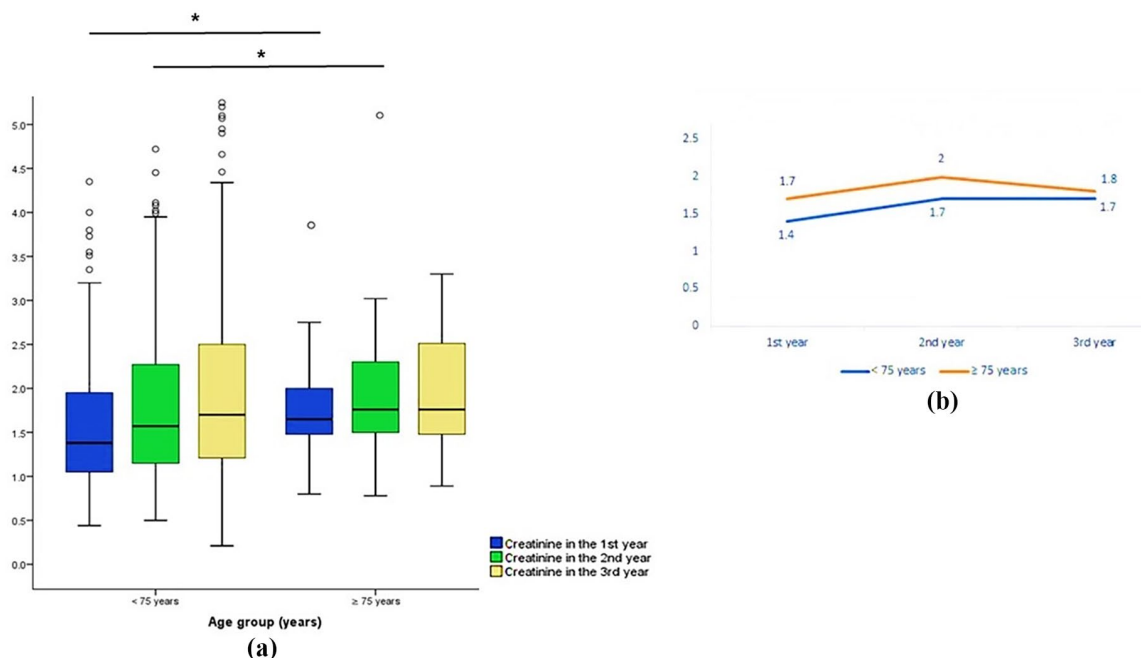 *
*
5.0
4.5
4.0
3.5
3.0
2.5
2.0
1.5
1.0
0.5
0.0
< 75 years
≥ 75 years
Age group (years)
Creatinine in the 1st year
Creatinine in the 2nd year
Creatinine in the 3rd year
(a)
2.5
2
1.5
1
0.5
0
1.7
2
1.8
1.4
1.7
1.7
1st year
2nd year
3rd year
< 75 years
≥ 75 years
(b)